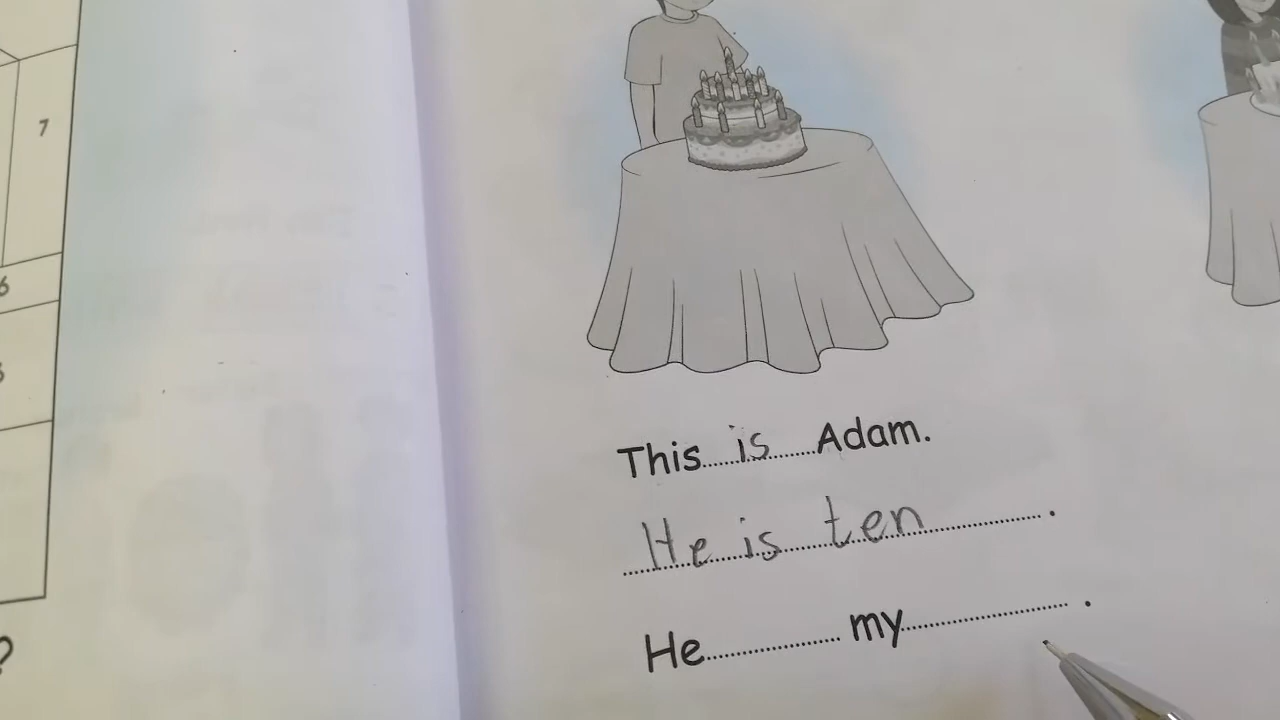 7
6
This is Adam.
He is ten .
He my .
?